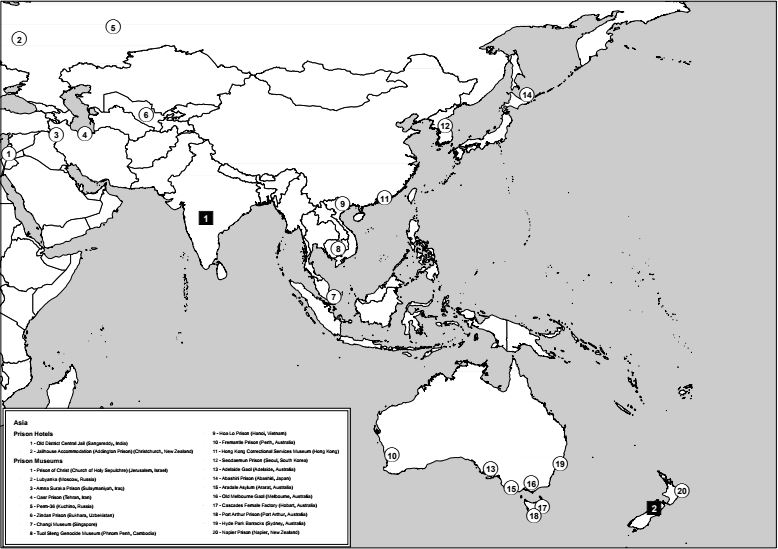 2
5
14
6
12
3
4
1
11
9
1
8
7
10
19
13
16
15
20
17
2
18
Asia
Prison Hotels
1 - Old District Central Jail (Sangareddy, India)
2 - Jailhouse Accommodation (Addington Prison) (Christchurch, New Zealand)
Prison Museums
1 - Prison of Christ (Church of Holy Sepulchre) (Jerusalem, Israel)
2 - Lubyanka (Moscow, Russia)
3 - Amna Suraka Prison (Sulaymaniyah, Iraq)
4 - Qasr Prison (Tehran, Iran)
5 - Perm-36 (Kuchino, Russia)
6 - Zindan Prison (Bukhara, Uzbekistan)
7 - Changi Museum (Singapore)
8 - Tuol Sleng Genocide Museum (Phnom Penh, Cambodia)
9 - Hoa Lo Prison (Hanoi, Vietnam)
10 - Fremantle Prison (Perth, Australia)
11 - Hong Kong Correctional Services Museum (Hong Kong)
12 - Seodaemun Prison (Seoul, South Korea)
13 - Adelaide Gaol (Adelaide, Australia)
14 - Abashiri Prison (Abashiri, Japan)
15 - Aradale Asylum (Ararat, Australia)
16 - Old Melbourne Gaol (Melbourne, Australia)
17 - Cascades Female Factory (Hobart, Australia)
18 - Port Arthur Prison (Port Arthur, Australia)
19 - Hyde Park Barracks (Sydney, Australia)
20 - Napier Prison (Napier, New Zealand)